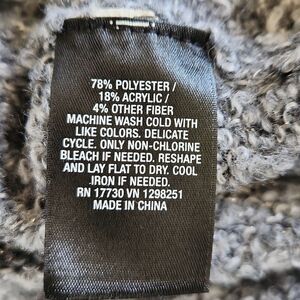 78% POLYESTER /
18% ACRYLIC /
4% OTHER FIBER
MACHINE WASH COLD WITH
LIKE COLORS. DELICATE
CYCLE. ONLY NON-CHLORINE
BLEACH IF NEEDED. RESHAPE
AND LAY FLAT TO DRY. COOL
IRON IF NEEDED.
RN 17730 VN 1298251
MADE IN CHINA